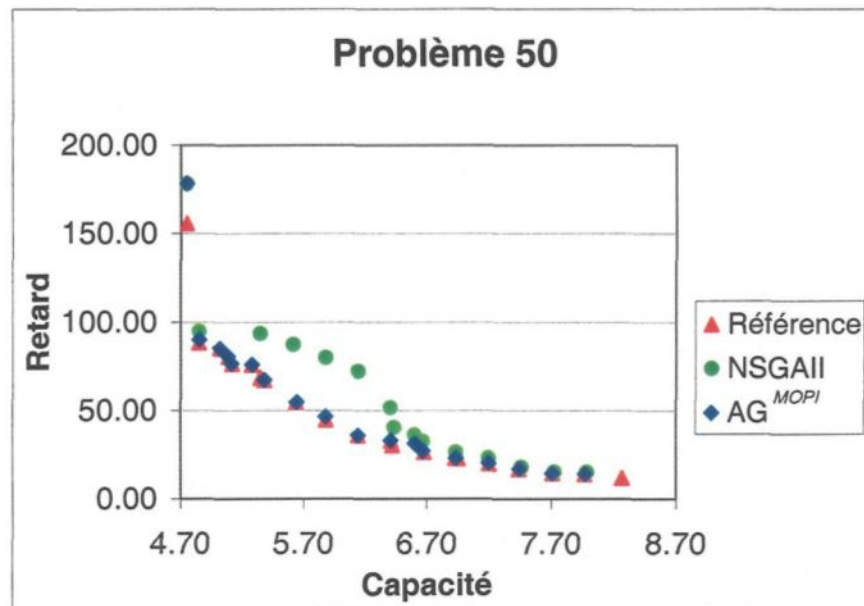 Problème 50
200.00
150.00
100.00
50.00
0.00
Retard
4.70 5.70 6.70 7.70 8.70
Capacité
Référence
NSGAII
AG MOPI